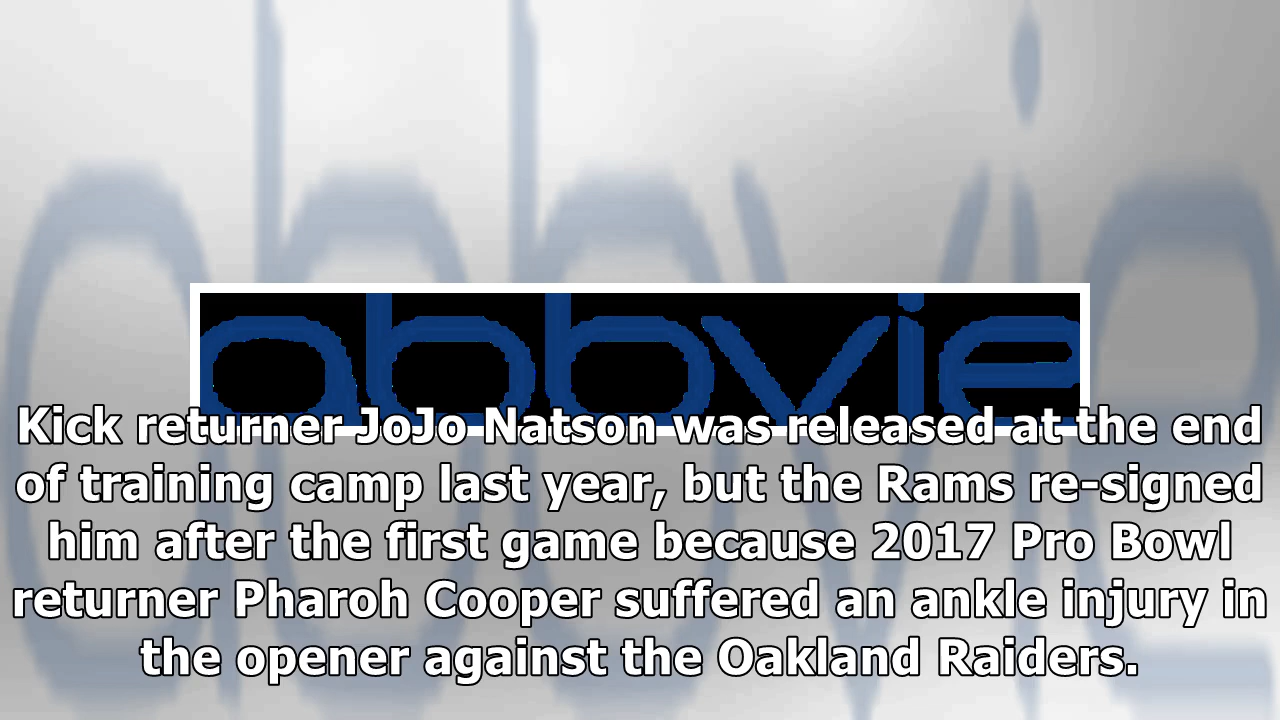 abbvie
Kick returner JoJo Natson was released at the end
of training camp last year, but the Rams re-signed
him after the first game because 2017 Pro Bowl
returner Pharoh Cooper suffered an ankle injury in
the opener against the Oakland Raiders.